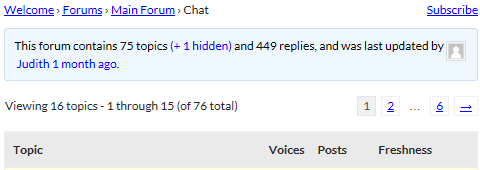 Welcome › Forums › Main Forum › Chat Subscribe
This forum contains 75 topics (+ 1 hidden) and 449 replies, and was last updated by
Judith 1 month ago.
Viewing 16 topics - 1 through 15 (of 76 total) 1 2 … 6 →
Topic Voices Posts Freshness